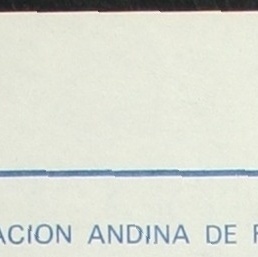 ACION ANDINA DE F